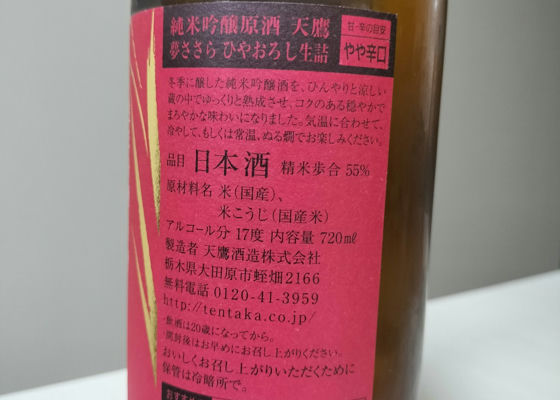 純米吟醸原酒 天鷹
夢ささら ひやおろし生詰
甘・辛の目安
やや辛口
冬季に醸した純米吟醸酒を、ひんやりと涼しい
蔵の中でゆっくりと熟成させ、コクのある穏やかで
まろやかな味わいになりました。気温に合わせて、
冷やして、もしくは常温、ぬる燗でお楽しみください。
品目 日本酒 精米歩合 55%
原材料名 米(国産)、
米こうじ(国産米)
アルコール分 17度 内容量 720㎖
製造者 天鷹酒造株式会社
栃木県大田原市蛭畑2166
無料電話 0120-41-3959
http://tentaka.co.jp/
・飲酒は20歳になってから。
・開封後はお早めにお召し上がりください。
おいしくお召し上がりいただくために
保管は冷暗所で。